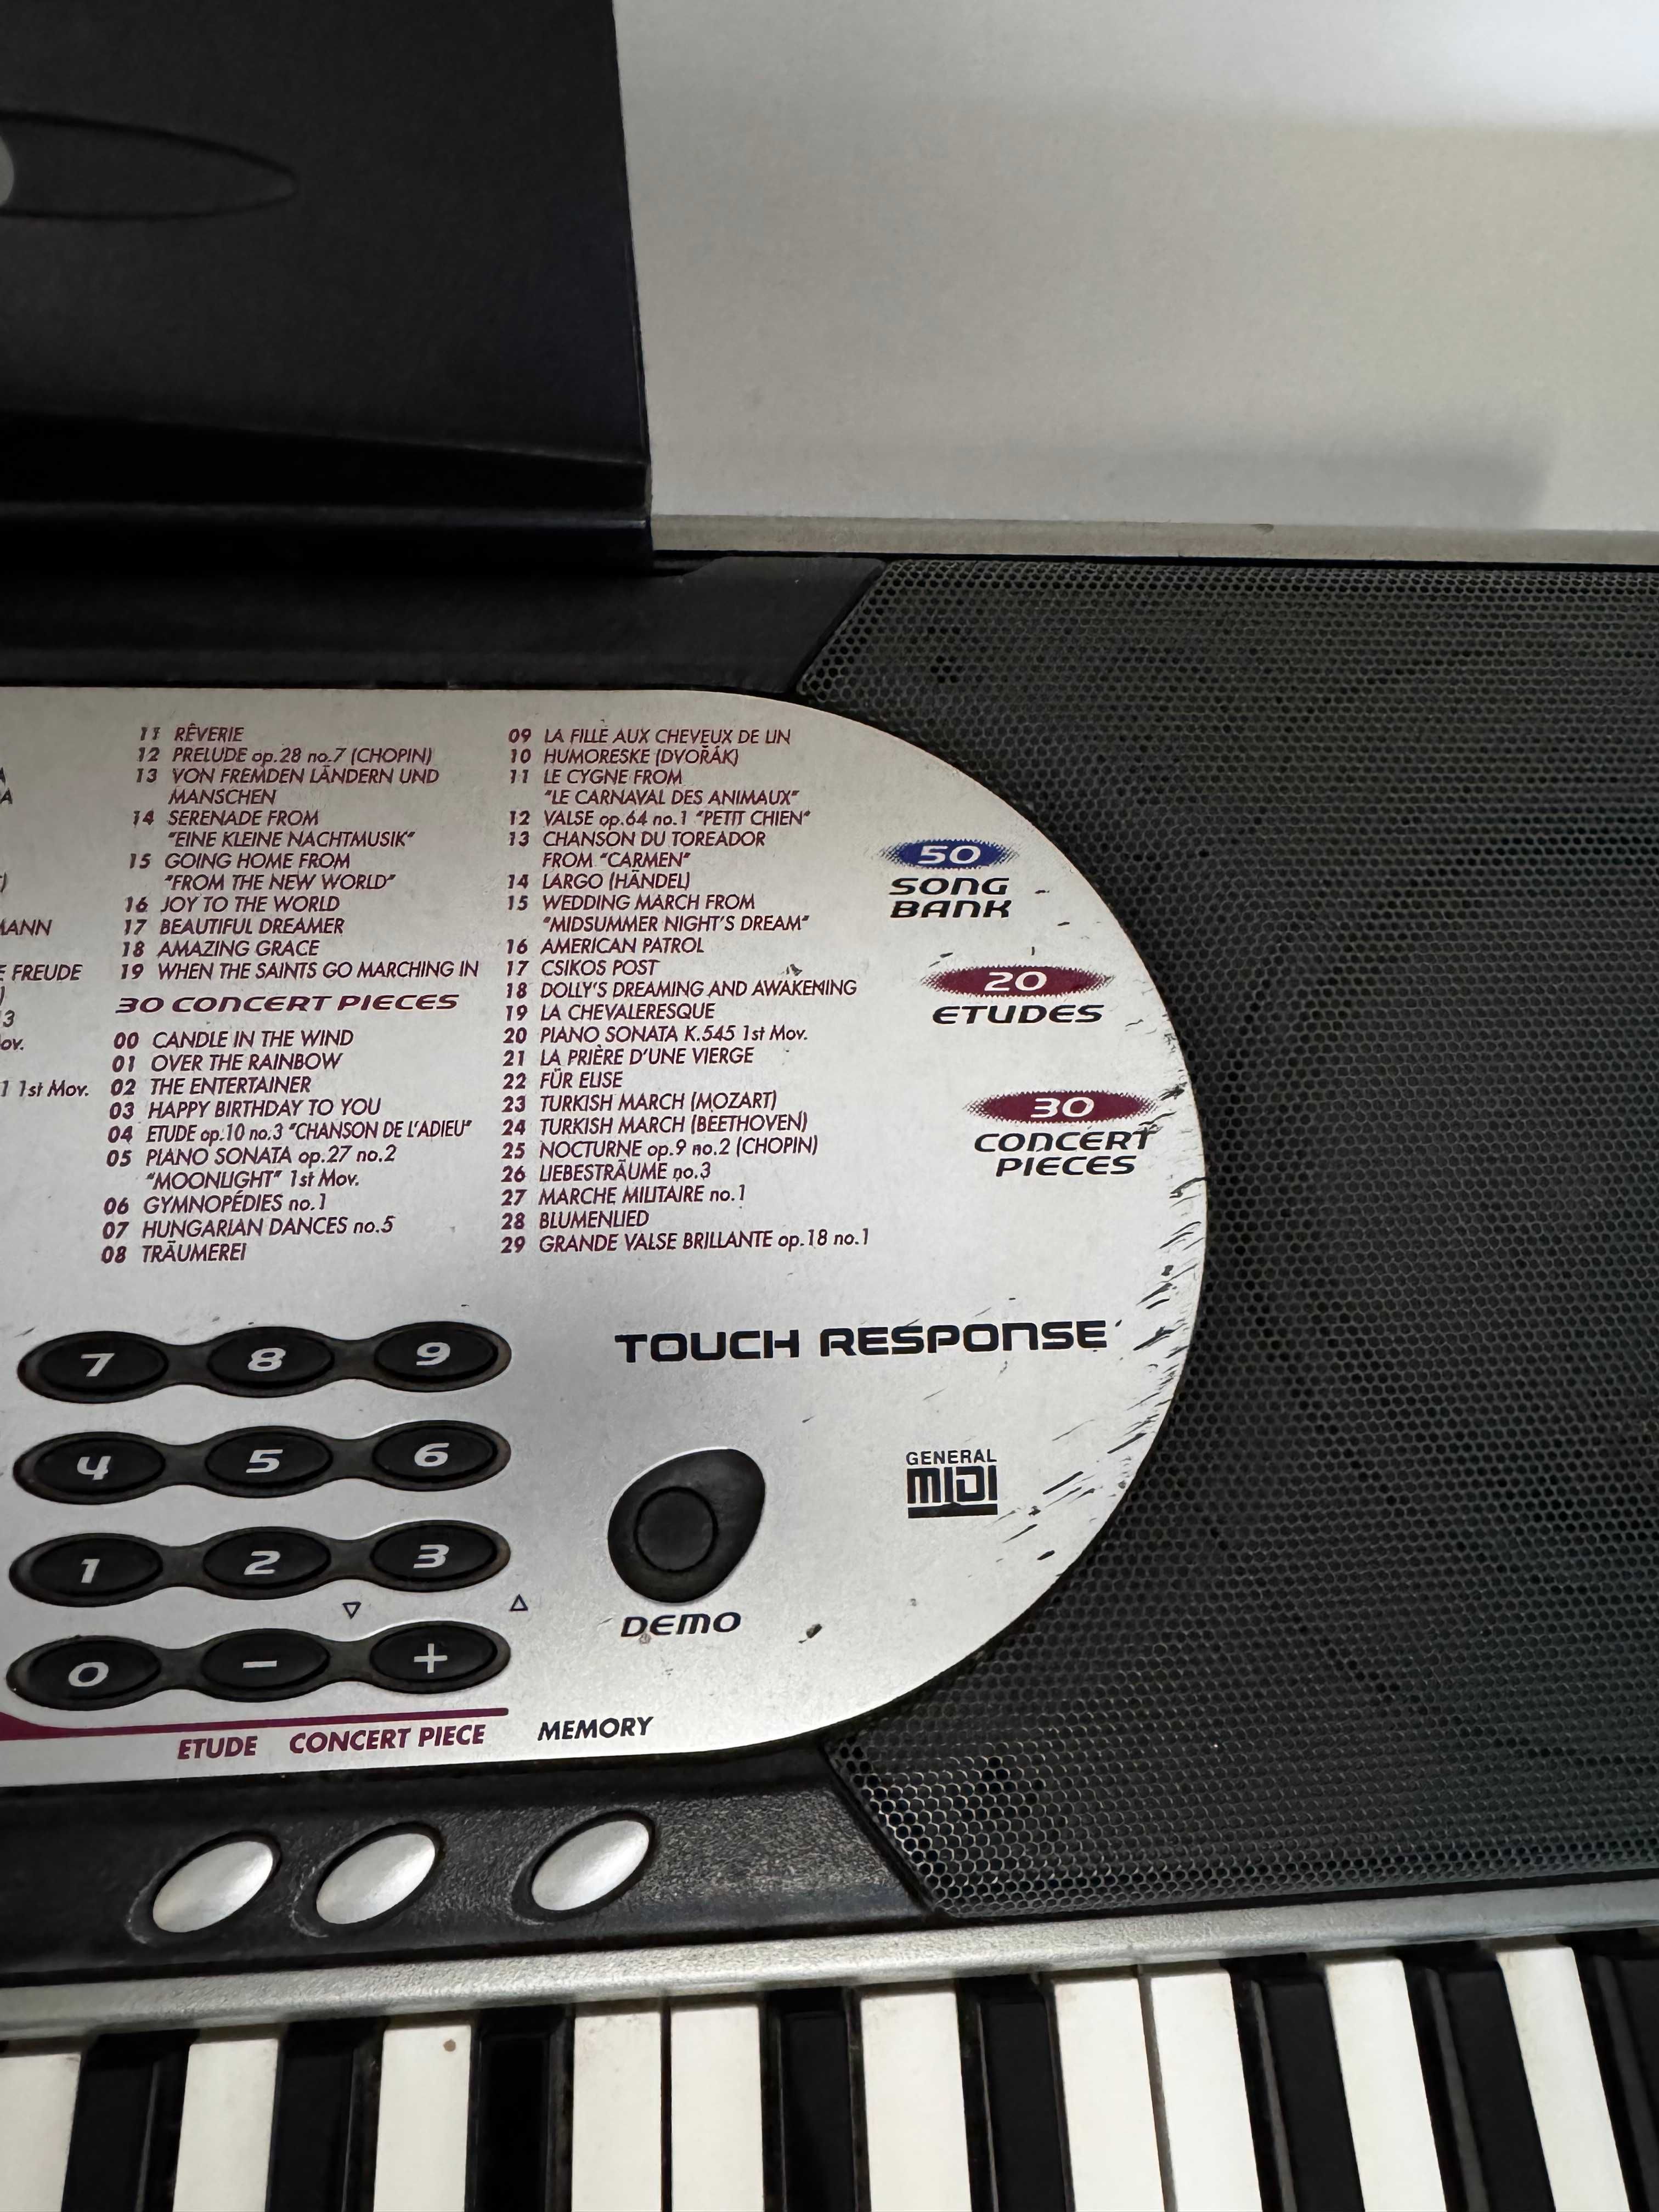 MANN
E FREUDE
3
ov.
1 1st Mov.
11 RÊVERIE
12 PRELUDE op.28 no.7 (CHOPIN)
13 VON FREMDEN LÄNDERN UND
MANSCHEN
14 SERENADE FROM
"EINE KLEINE NACHTMUSIK"
15 GOING HOME FROM
"FROM THE NEW WORLD"
16 JOY TO THE WORLD
17 BEAUTIFUL DREAMER
18 AMAZING GRACE
19 WHEN THE SAINTS GO MARCHING IN
30 CONCERT PIECES
00 CANDLE IN THE WIND
01 OVER THE RAINBOW
02 THE ENTERTAINER
03 HAPPY BIRTHDAY TO YOU
04 ETUDE op.10 no.3 "CHANSON DE L'ADIEU"
05 PIANO SONATA op.27 no.2
"MOONLIGHT" 1st Mov.
06 GYMNOPÉDIES no.1
07 HUNGARIAN DANCES no.5
08 TRÄUMEREI
09 LA FILLE AUX CHEVEUX DE LIN
10 HUMORESKE (DVOŘÁK)
11 LE CYGNE FROM
"LE CARNAVAL DES ANIMAUX"
12 VALSE op.64 no.1 "PETIT CHIEN"
13 CHANSON DU TOREADOR
FROM "CARMEN"
14 LARGO (HÄNDEL)
15 WEDDING MARCH FROM
"MIDSUMMER NIGHT'S DREAM"
16 AMERICAN PATROL
17 CSIKOS POST
18 DOLLY'S DREAMING AND AWAKENING
19 LA CHEVALERESQUE
20 PIANO SONATA K.545 1st Mov.
21 LA PRIÈRE D'UNE VIERGE
22 FÜR ELISE
23 TURKISH MARCH (MOZART)
24 TURKISH MARCH (BEETHOVEN)
25 NOCTURNE op.9 no.2 (CHOPIN)
26 LIEBESTRÄUME no.3
27 MARCHE MILITAIRE no.1
28 BLUMENLIED
29 GRANDE VALSE BRILLANTE op.18 no.1
50
SONG
BANK
20
ETUDES
30
CONCERT
PIECES
TOUCH RESPONSE
7 8 9
4 5 6
1 2 3
0 − +
GENERAL
MIDI
DEMO
ETUDE CONCERT PIECE MEMORY